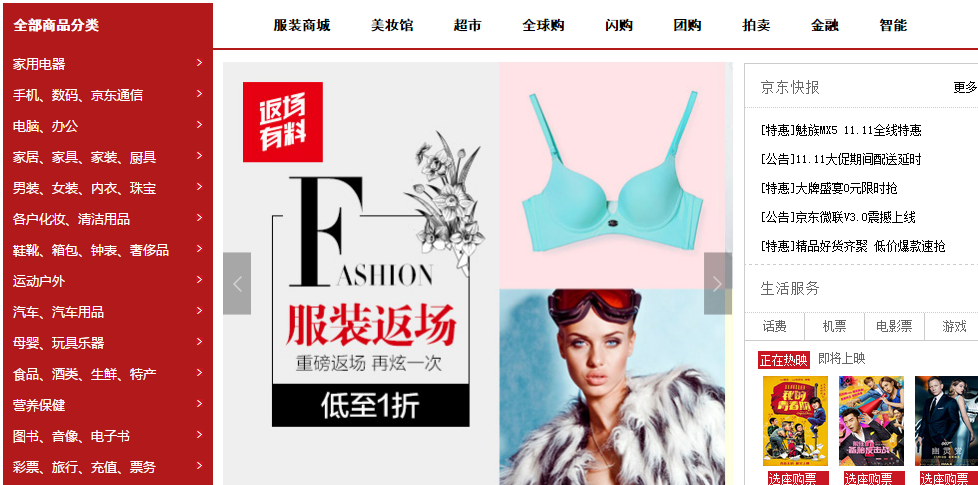 全部商品分类
服装商城 美妆馆 超市 全球购 闪购 团购 拍卖 金融 智能
家用电器
手机、数码、京东通信
电脑、办公
家居、家具、家装、厨具
男装、女装、内衣、珠宝
各户化妆、清洁用品
鞋靴、箱包、钟表、奢侈品
运动户外
汽车、汽车用品
母婴、玩具乐器
食品、酒类、生鲜、特产
营养保健
图书、音像、电子书
彩票、旅行、充值、票务
返场
有料
FASHION
服装返场
重磅返场 再炫一次
低至1折
京东快报 更多
[特惠]魅族MX5 11.11全线特惠
[公告]11.11大促期间配送延时
[特惠]大牌盛宴0元限时抢
[公告]京东微联V3.0震撼上线
[特惠]精品好货齐聚 低价爆款速抢
生活服务
话费 机票 电影票 游戏
正在热映 即将上映
我的
青春期
007
幽灵党
选座购票 选座购票 选座购票